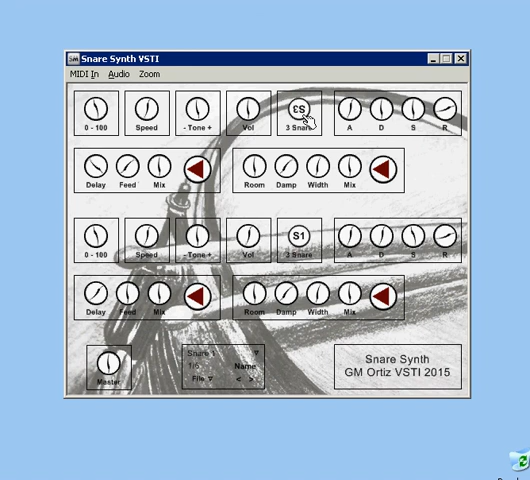 Snare Synth VSTI
MIDI In Audio Zoom
0 - 100 Speed - Tone + Vol 3 Snare A D S R
Delay Feed Mix Room Damp Width Mix
S1
0 - 100 Speed - Tone + Vol 3 Snare A D S R
Delay Feed Mix Room Damp Width Mix
Master
Snare 1
1/6 Name
File < >
Snare Synth
GM Ortiz VSTI 2015